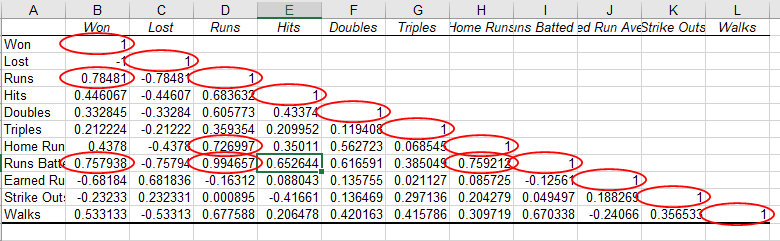 A B C D E F G H I J K L
Won Lost Runs Hits Doubles Triples Home Runs ns Batted ed Run Ave Strike Outs Walks
Won 1
Lost -1 1
Runs 0.78481 -0.78481 1
Hits 0.446067 -0.44607 0.683632 1
Doubles 0.332845 -0.33284 0.605773 0.43374 1
Triples 0.212224 -0.21222 0.359354 0.209952 0.119408 1
Home Run 0.4378 -0.4378 0.726997 0.35011 0.562723 0.068545 1
Runs Batt 0.757938 -0.75794 0.994657 0.652644 0.616591 0.385049 0.759212 1
Earned Ru -0.68184 0.681836 -0.16312 0.088043 0.135755 0.021127 0.085725 -0.12561 1
Strike Out -0.23233 0.232331 0.000895 -0.41661 0.136469 0.297136 0.204279 0.049497 0.188269 1
Walks 0.533133 -0.53313 0.677588 0.206478 0.420163 0.415786 0.309719 0.670338 -0.24066 0.356533 1